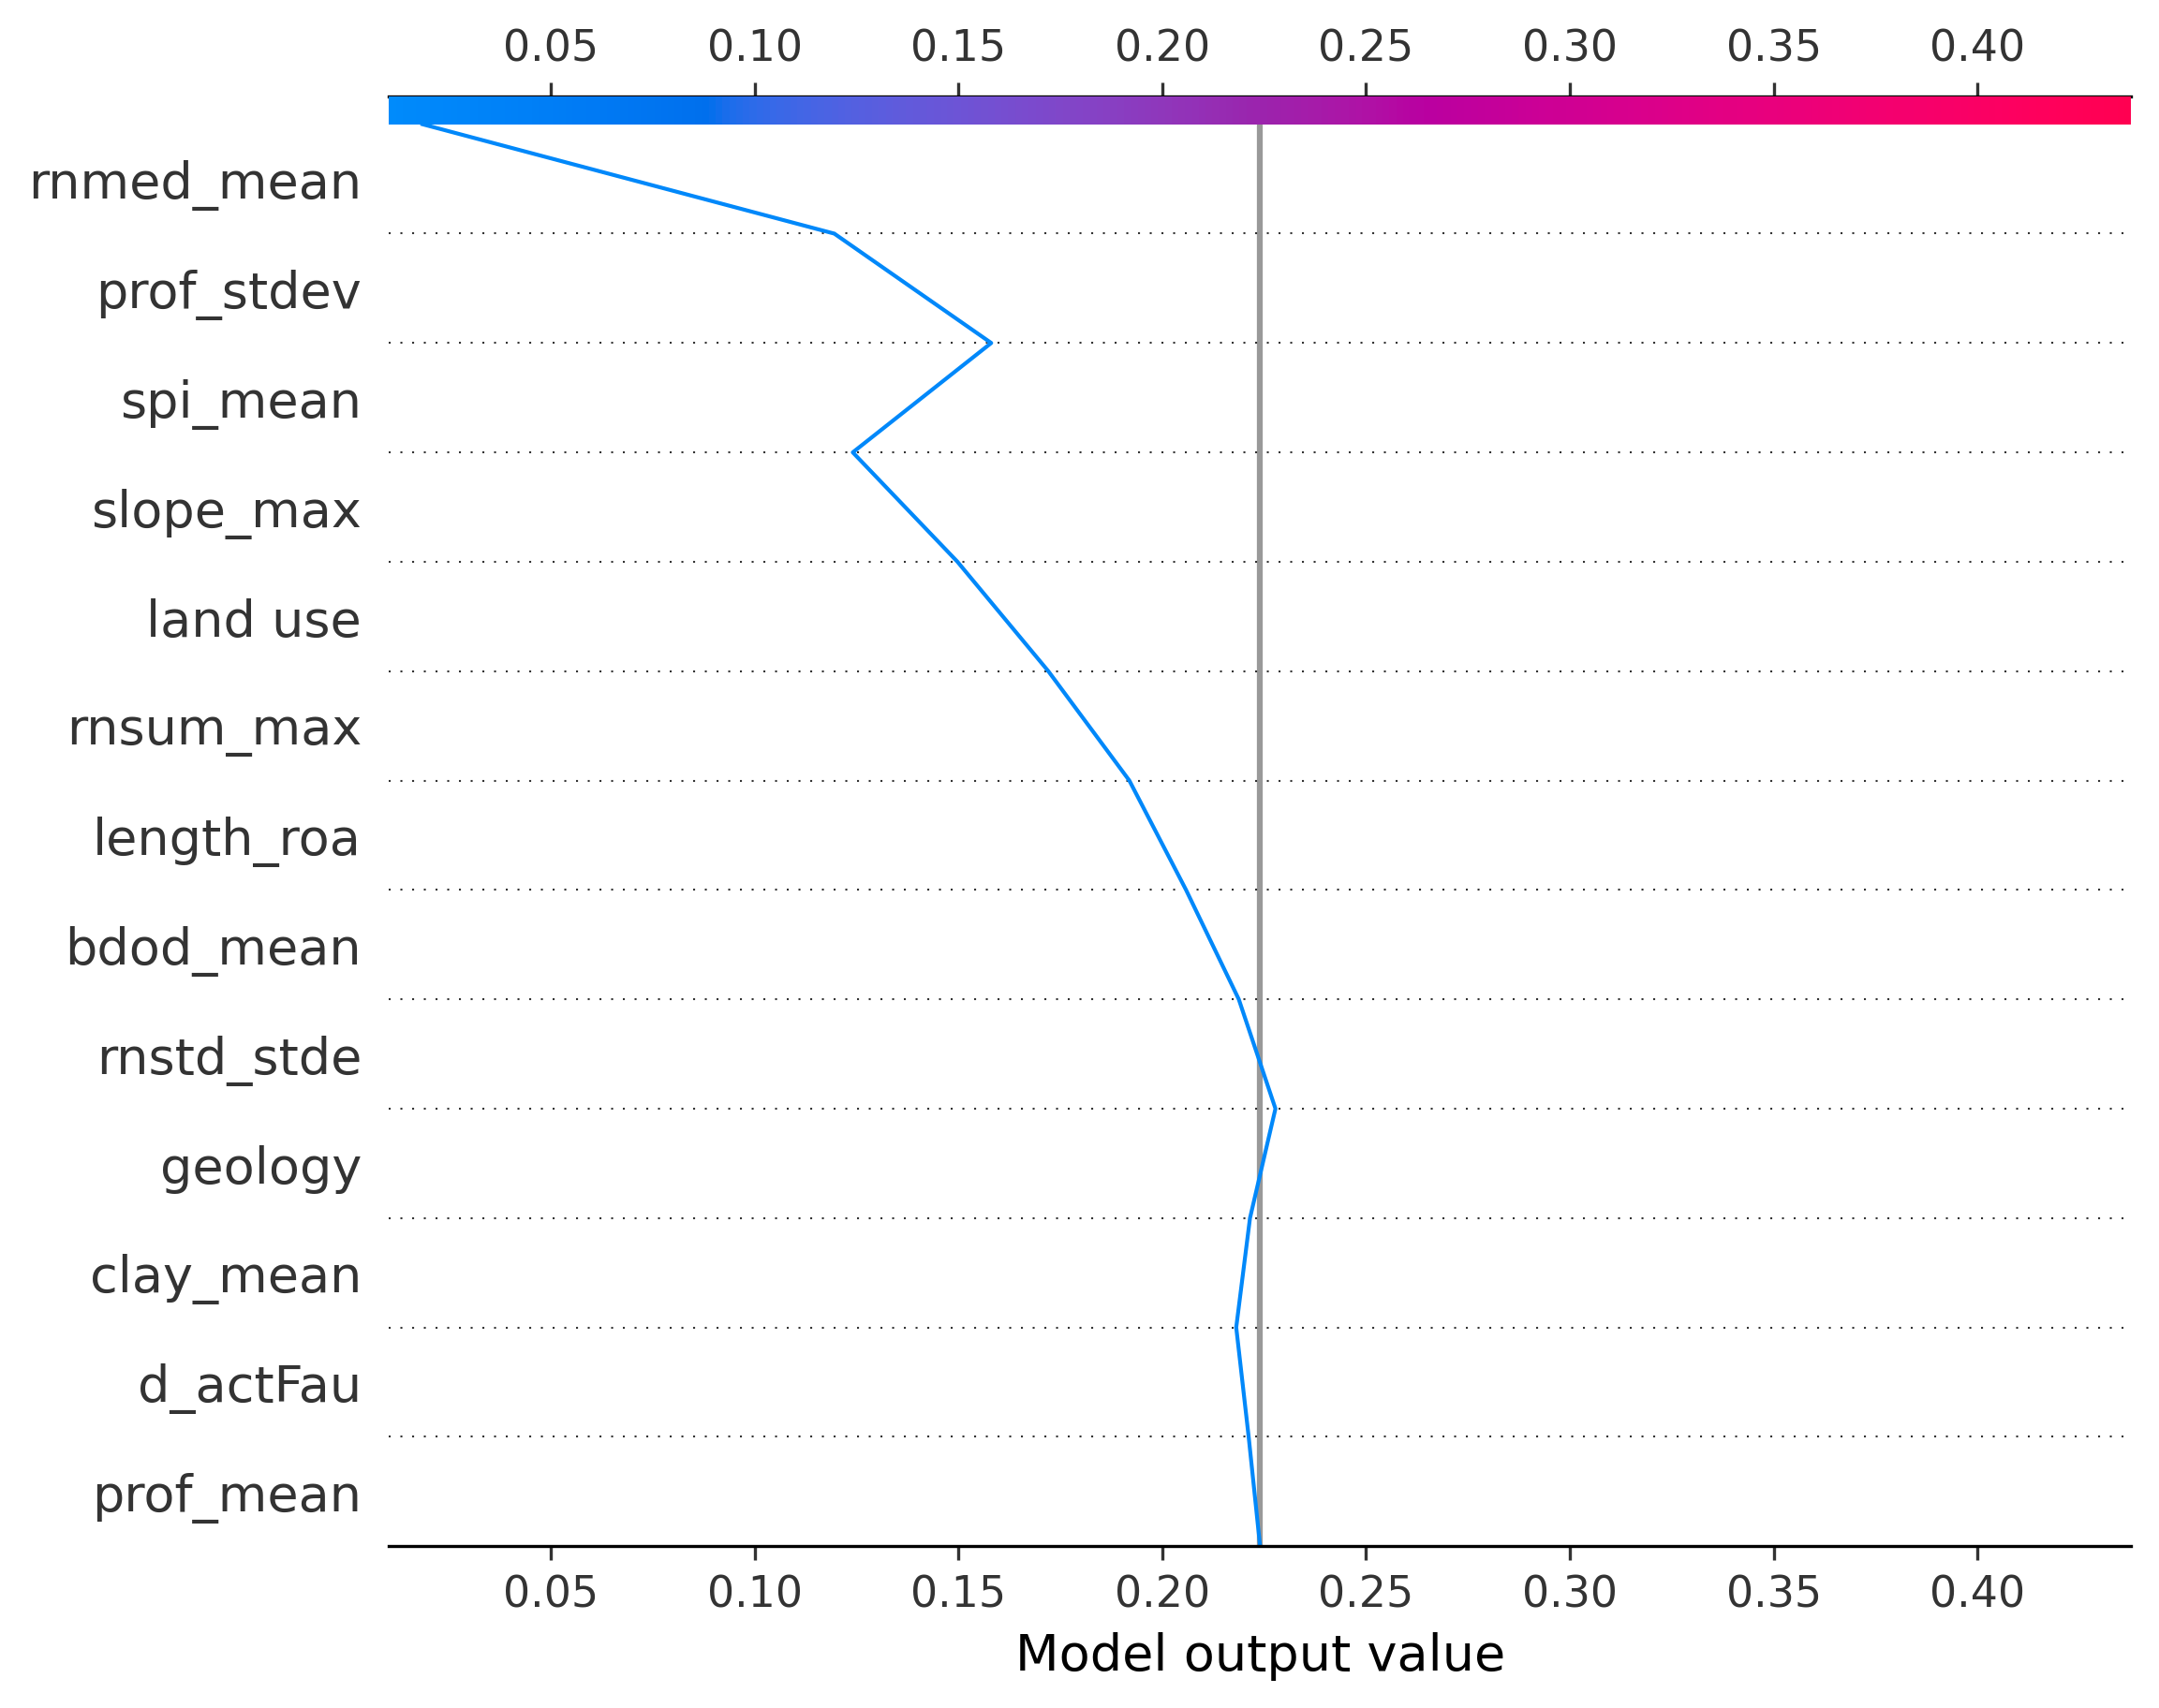 0.05 0.10 0.15 0.20 0.25 0.30 0.35 0.40
rnmed_mean
prof_stdev
spi_mean
slope_max
land use
rnsum_max
length_roa
bdod_mean
rnstd_stde
geology
clay_mean
d_actFau
prof_mean
0.05 0.10 0.15 0.20 0.25 0.30 0.35 0.40
Model output value